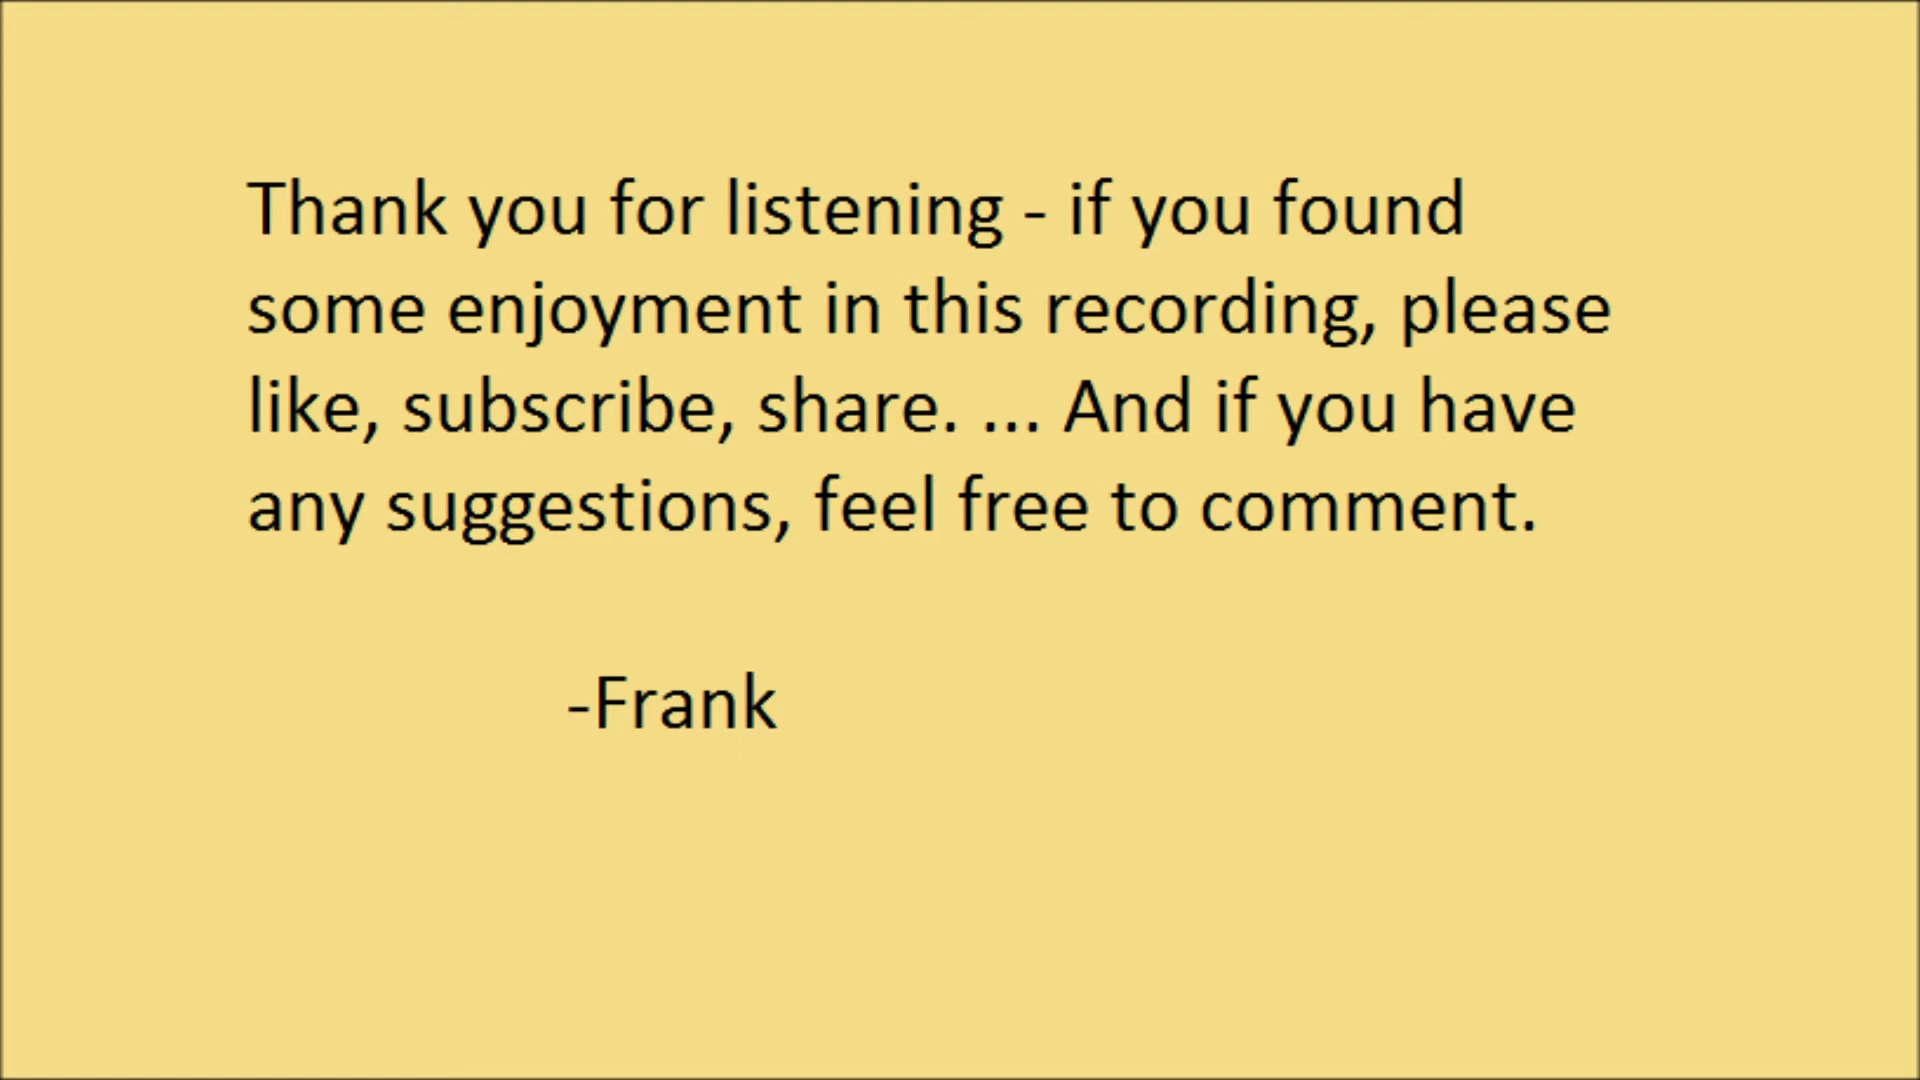 Thank you for listening - if you found
some enjoyment in this recording, please
like, subscribe, share. ... And if you have
any suggestions, feel free to comment.
-Frank